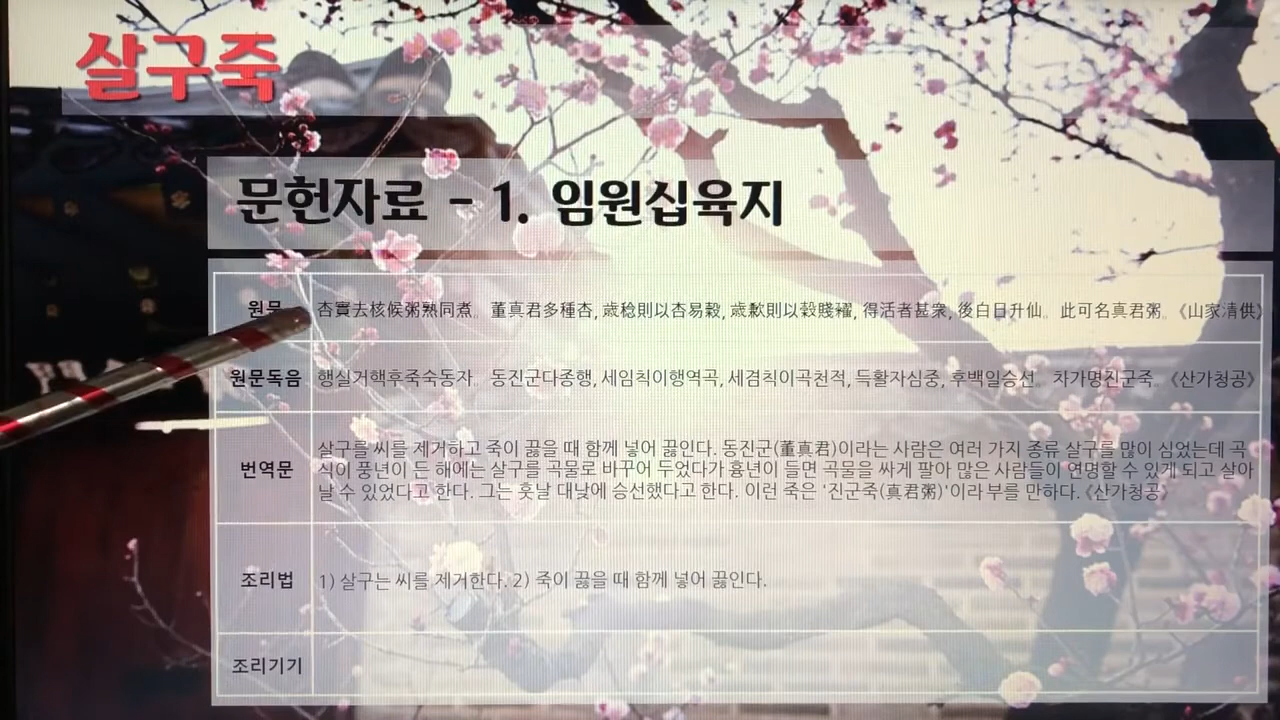 살구죽
문헌자료 - 1. 임원십육지
원문 杏實去核候粥熟同煮。董真君多種杏, 歲稔則以杏易穀, 歲歉則以穀賤糶, 得活者甚衆, 後白日升仙。此可名真君粥。《山家清供》
원문독음 행실거핵후죽숙동자。동진군다종행, 세임칙이행역곡, 세겸칙이곡천적, 득활자심중, 후백일승선。차가명진군죽。《산가청공》
번역문
살구를 씨를 제거하고 죽이 끓을 때 함께 넣어 끓인다. 동진군(董真君)이라는 사람은 여러 가지 종류 살구를 많이 심었는데 곡
식이 풍년이 든 해에는 살구를 곡물로 바꾸어 두었다가 흉년이 들면 곡물을 싸게 팔아 많은 사람들이 연명할 수 있게 되고 살아
날 수 있었다고 한다. 그는 훗날 대낮에 승선했다고 한다. 이런 죽은 '진군죽(真君粥)'이라 부를 만하다.《산가청공》
조리법 1) 살구는 씨를 제거한다. 2) 죽이 끓을 때 함께 넣어 끓인다.
조리기기